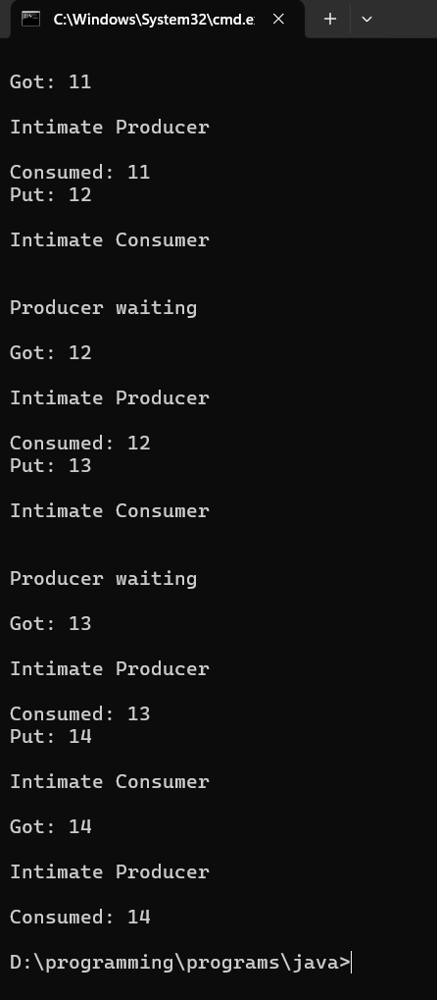 C:\Windows\System32\cmd.e
Got: 11
Intimate Producer
Consumed: 11
Put: 12
Intimate Consumer
Producer waiting
Got: 12
Intimate Producer
Consumed: 12
Put: 13
Intimate Consumer
Producer waiting
Got: 13
Intimate Producer
Consumed: 13
Put: 14
Intimate Consumer
Got: 14
Intimate Producer
Consumed: 14
D:\programming\programs\java>